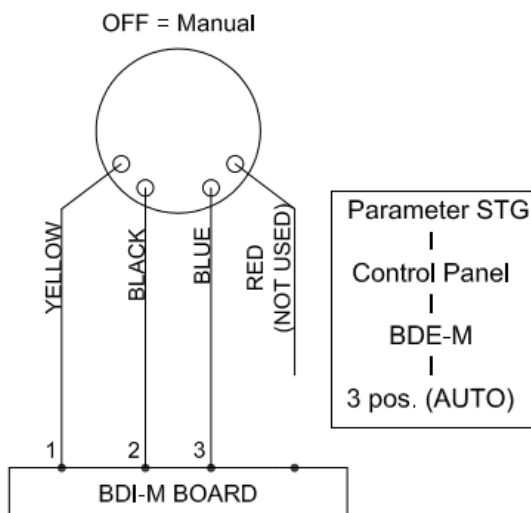 OFF = Manual
YELLOW
BLACK
BLUE
RED
(NOT USED)
Parameter STG
Control Panel
BDE-M
3 pos. (AUTO)
1
2
3
BDI-M BOARD